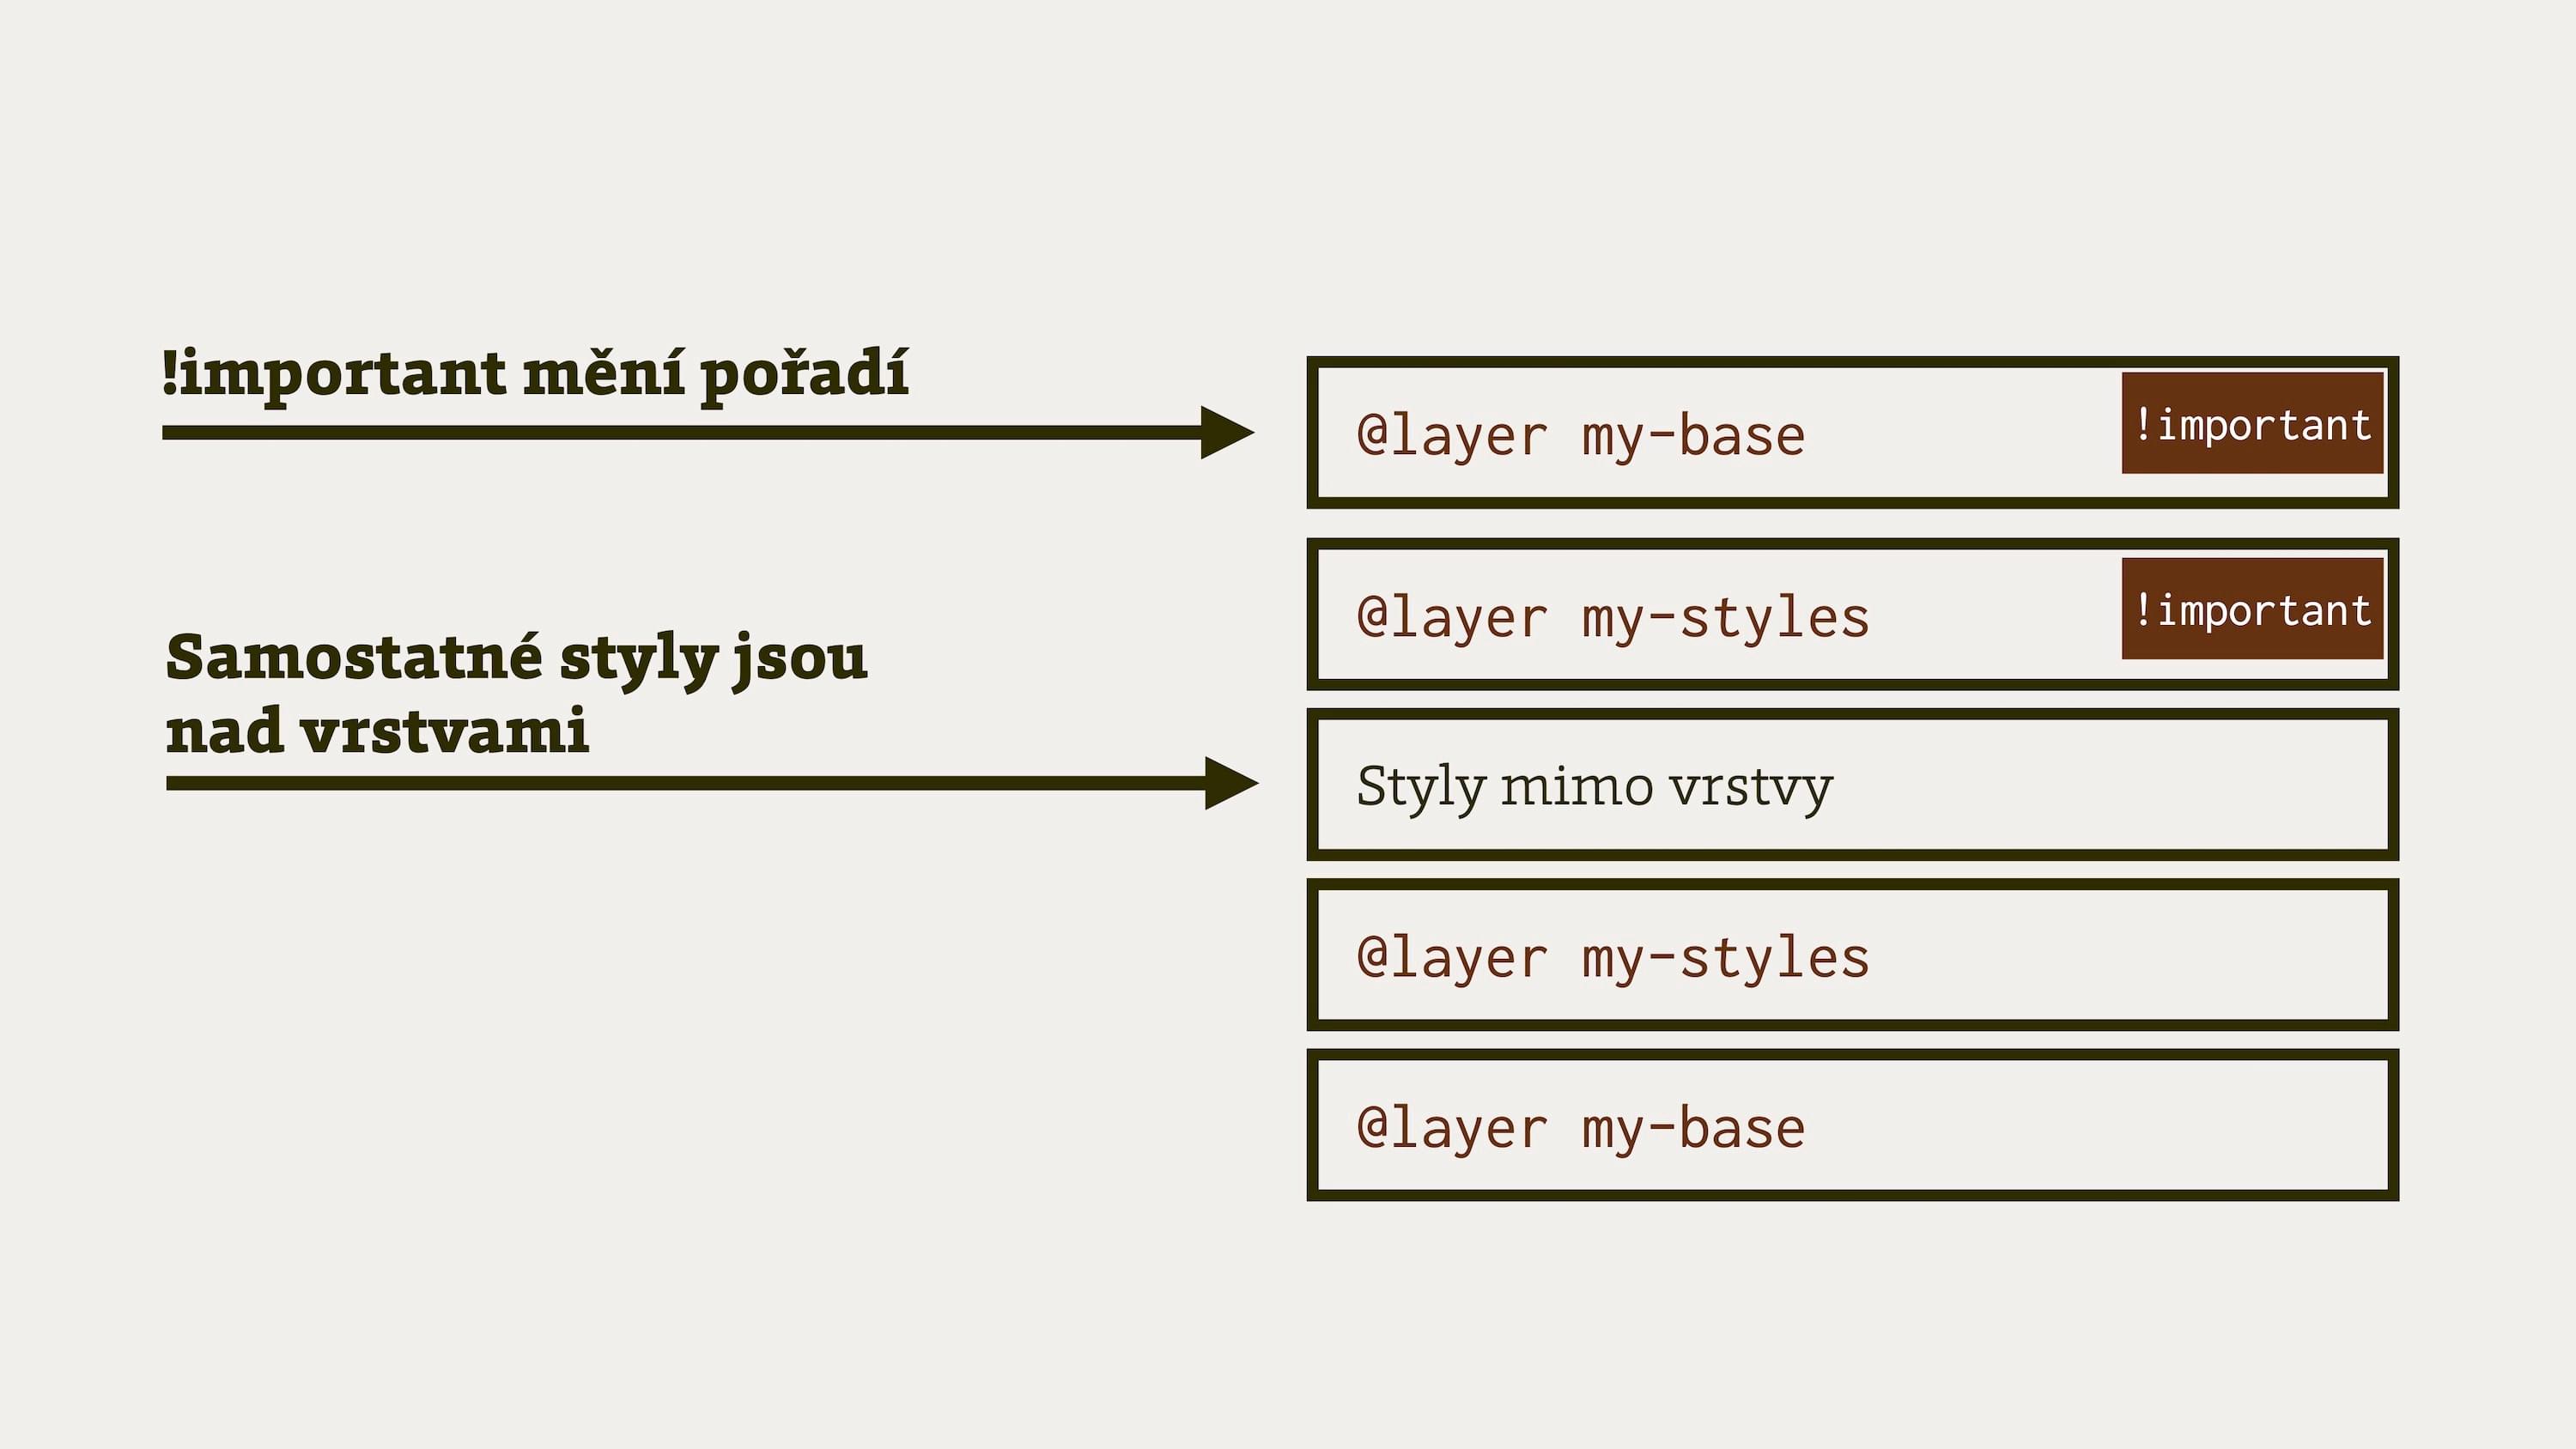 !important mění pořadí
@layer my-base
!important
@layer my-styles
!important
Samostatné styly jsou
nad vrstvami
Styly mimo vrstvy
@layer my-styles
@layer my-base